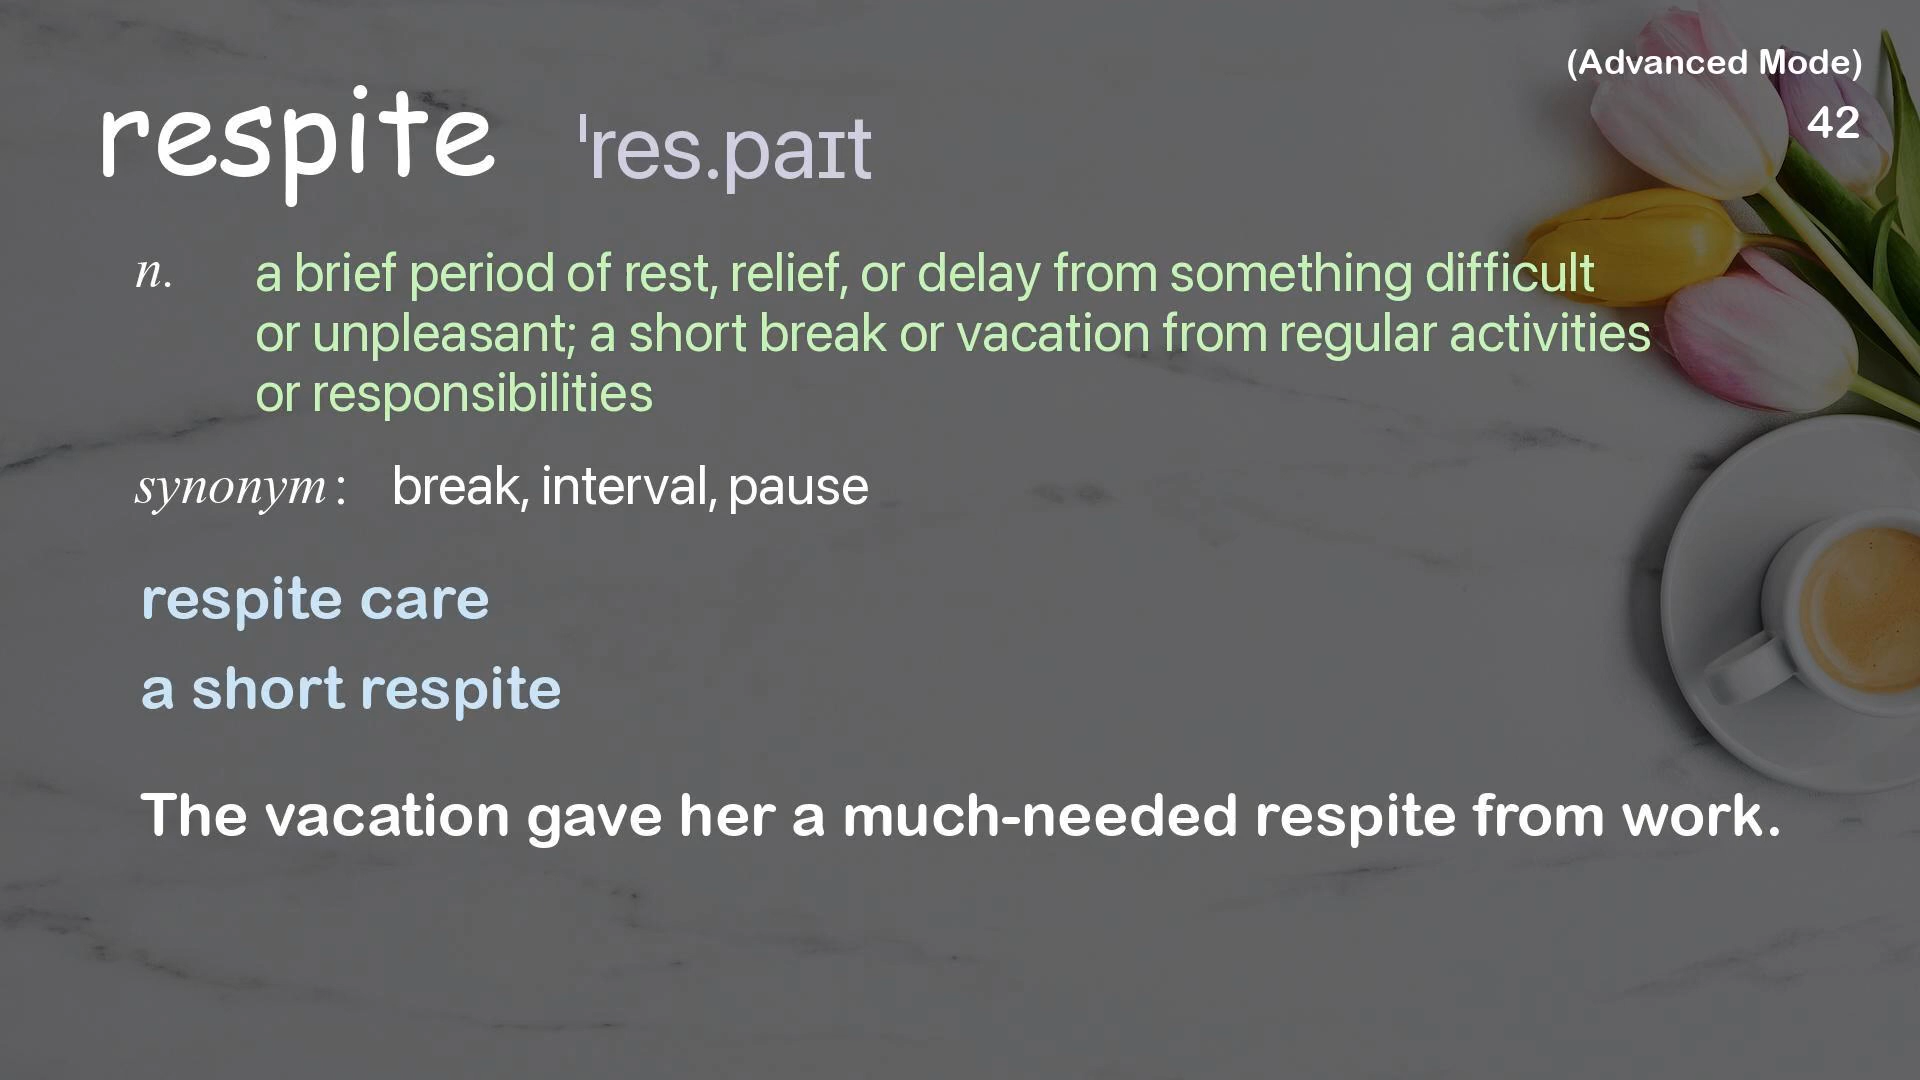 (Advanced Mode)
42
respite ˈres.paɪt
n. a brief period of rest, relief, or delay from something difficult
or unpleasant; a short break or vacation from regular activities
or responsibilities
synonym : break, interval, pause
respite care
a short respite
The vacation gave her a much-needed respite from work.